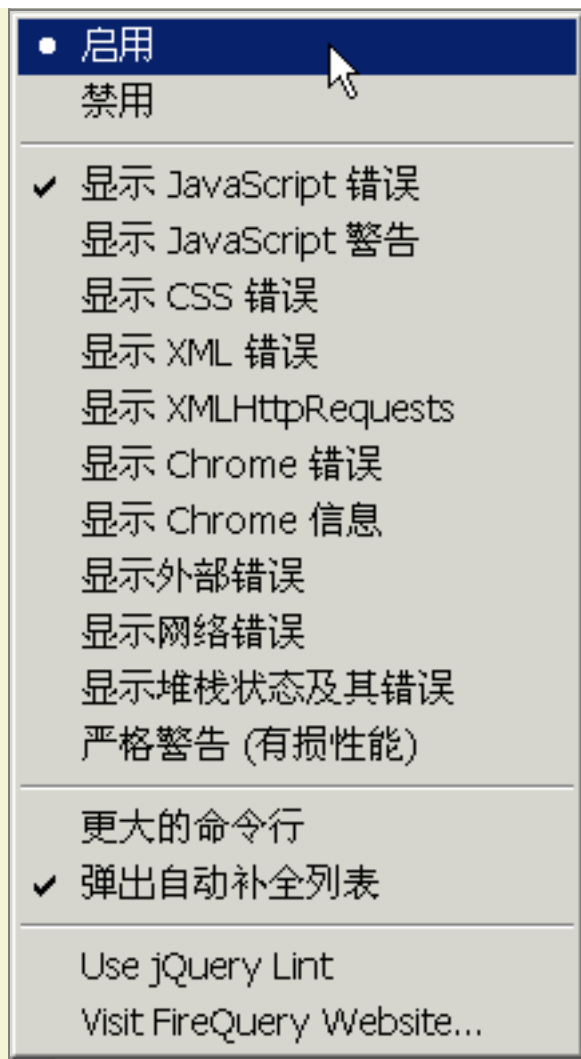 启用
禁用
显示 JavaScript 错误
显示 JavaScript 警告
显示 CSS 错误
显示 XML 错误
显示 XMLHttpRequests
显示 Chrome 错误
显示 Chrome 信息
显示外部错误
显示网络错误
显示堆栈状态及其错误
严格警告 (有损性能)
更大的命令行
弹出自动补全列表
Use jQuery Lint
Visit FireQuery Website...